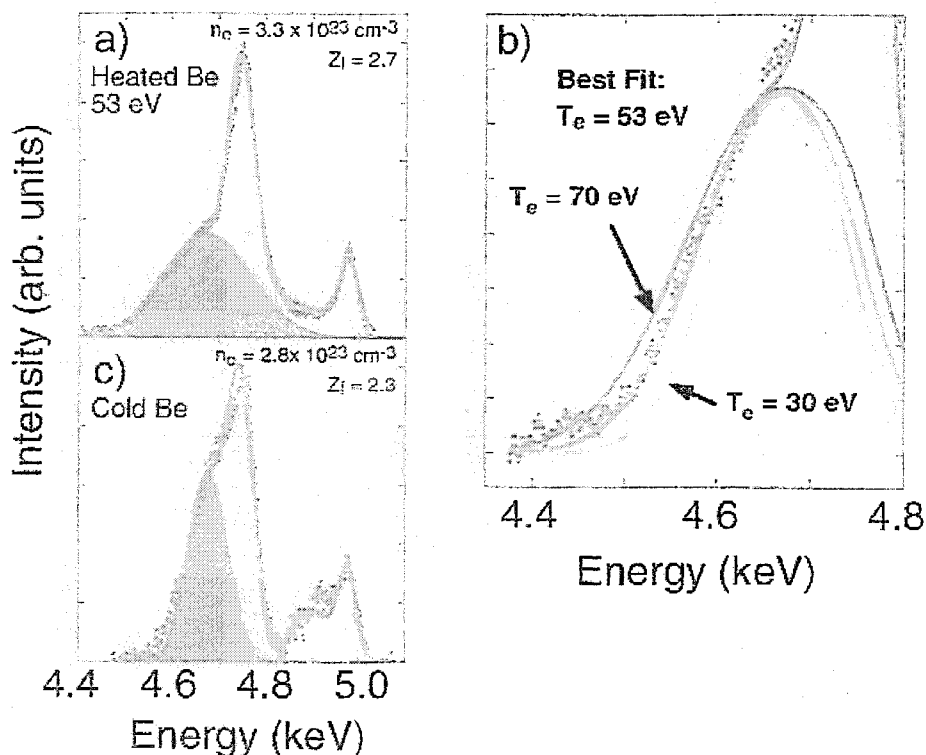 a)
n_e = 3.3 x 10^23 cm^-3
Z_i = 2.7
Heated Be
53 eV
c)
n_e = 2.8x 10^23 cm^-3
Z_i = 2.3
Cold Be
Intensity (arb. units)
4.4 4.6 4.8 5.0
Energy (keV)
b)
Best Fit:
T_e = 53 eV
T_e = 70 eV
T_e = 30 eV
4.4 4.6 4.8
Energy (keV)